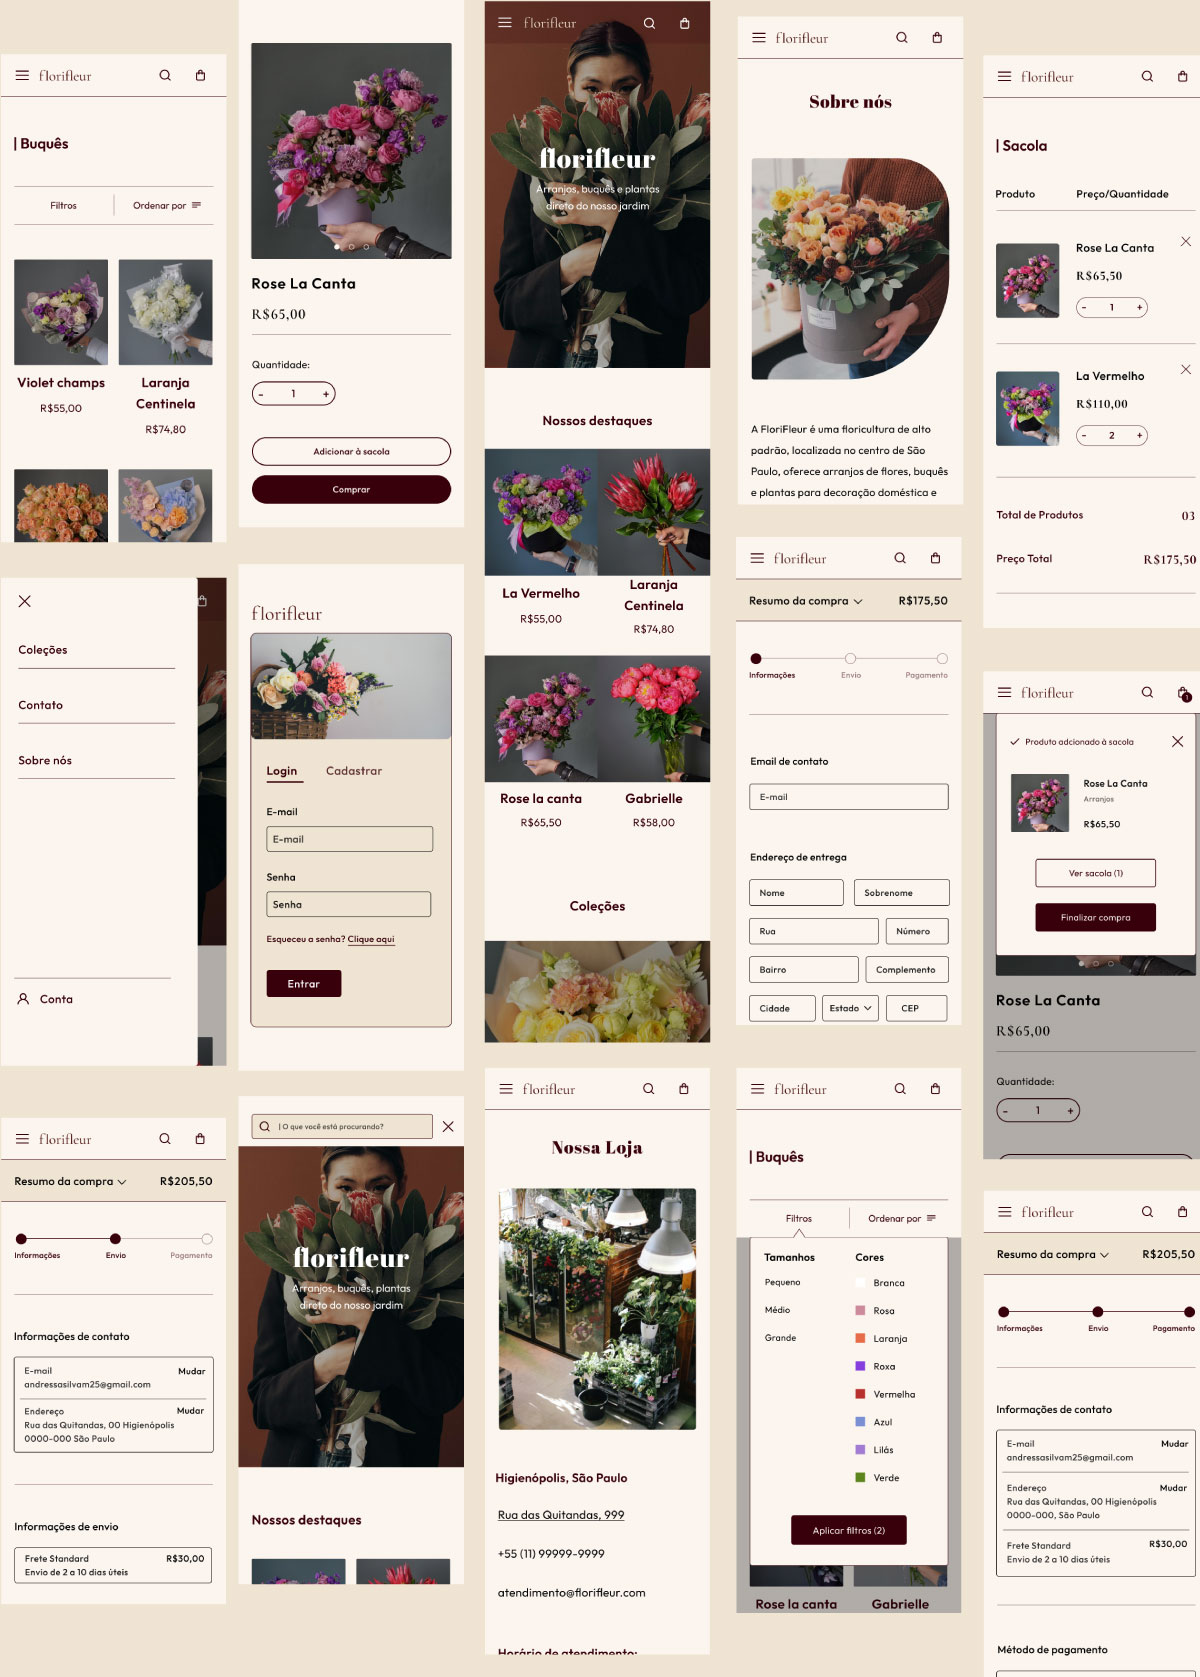 florifleur
| Buquês
Filtros
Ordenar por
Violet champs
R$55,00
Laranja
Centinela
R$74,80
Rose La Canta
R$65,00
Quantidade:
- 1 +
Adicionar à sacola
Comprar
florifleur
florifleur
Arranjos, buquês e plantas
direto do nosso jardim
Nossos destaques
La Vermelho
R$55,00
Laranja
Centinela
R$74,80
Rose la canta
R$65,50
Gabrielle
R$58,00
Coleções
florifleur
Sobre nós
A FloriFleur é uma floricultura de alto
padrão, localizada no centro de São
Paulo, oferece arranjos de flores, buquês
e plantas para decoração doméstica e
florifleur
| Sacola
Produto
Preço/Quantidade
Rose La Canta
R$65,50
- 1 +
La Vermelho
R$110,00
- 2 +
Total de Produtos
03
Preço Total
R$175,50
Coleções
Contato
Sobre nós
Conta
florifleur
Login
Cadastrar
E-mail
E-mail
Senha
Senha
Esqueceu a senha? Clique aqui
Entrar
florifleur
Resumo da compra
R$175,50
Informações
Envio
Pagamento
Email de contato
E-mail
Endereço de entrega
Nome
Sobrenome
Rua
Número
Bairro
Complemento
Cidade
Estado
CEP
florifleur
1
Produto adcionado à sacola
Rose La Canta
Arranjos
R$65,50
Ver sacola (1)
Finalizar compra
Rose La Canta
R$65,00
Quantidade:
- 1 +
florifleur
Resumo da compra
R$205,50
Informações
Envio
Pagamento
Informações de contato
E-mail
Mudar
andressasilvam25@gmail.com
Endereço
Mudar
Rua das Quitandas, 00 Higienópolis
0000-000 São Paulo
Informações de envio
Frete Standard
R$30,00
Envio de 2 a 10 dias úteis
| O que você está procurando?
florifleur
Arranjos, buquês, plantas
direto do nosso jardim
Nossos destaques
florifleur
Nossa Loja
Higienópolis, São Paulo
Rua das Quitandas, 999
+55 (11) 99999-9999
atendimento@florifleur.com
Horário de atendimento:
florifleur
| Buquês
Filtros
Ordenar por
Tamanhos
Cores
Pequeno
Branca
Médio
Rosa
Grande
Laranja
Roxa
Vermelha
Azul
Lilás
Verde
Aplicar filtros (2)
Rose la canta
Gabrielle
florifleur
Resumo da compra
R$205,50
Informações
Envio
Pagamento
Informações de contato
E-mail
Mudar
andressasilvam25@gmail.com
Endereço
Mudar
Rua das Quitandas, 00 Higienópolis
0000-000, São Paulo
Frete Standard
R$30,00
Envio de 2 a 10 dias úteis
Método de pagamento